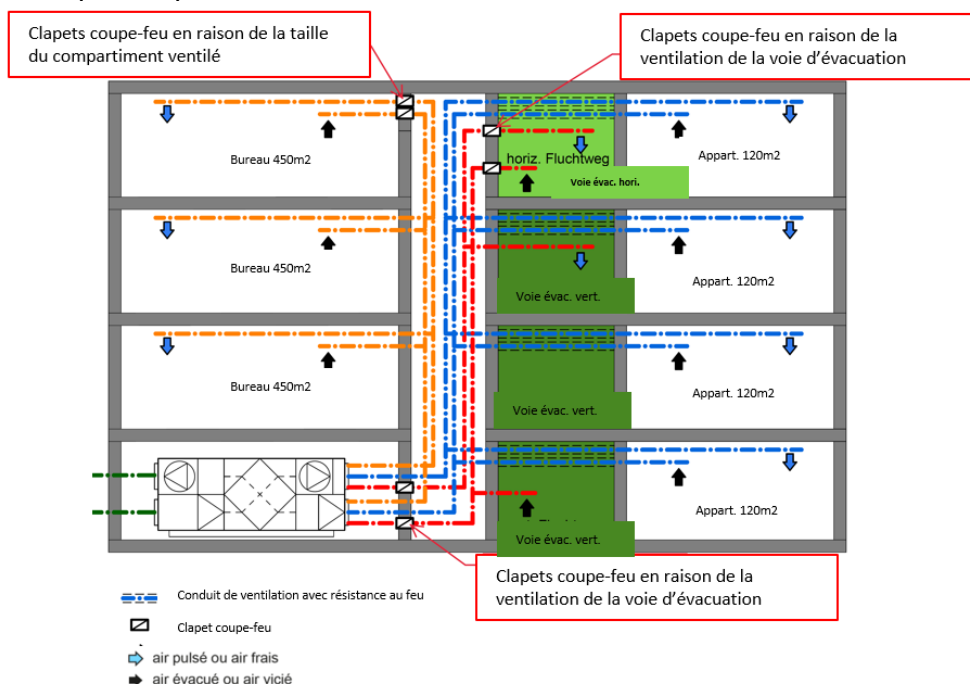 Clapets coupe-feu en raison de la taille
du compartiment ventilé
Clapets coupe-feu en raison de la
ventilation de la voie d’évacuation
Bureau 450m2
horiz. Fluchtweg
Voie évac. hori.
Appart. 120m2
Bureau 450m2
Voie évac. vert.
Appart. 120m2
Bureau 450m2
Voie évac. vert.
Appart. 120m2
Voie évac. vert.
Appart. 120m2
Clapets coupe-feu en raison de la
ventilation de la voie d’évacuation
Conduit de ventilation avec résistance au feu
Clapet coupe-feu
air pulsé ou air frais
air évacué ou air vicié